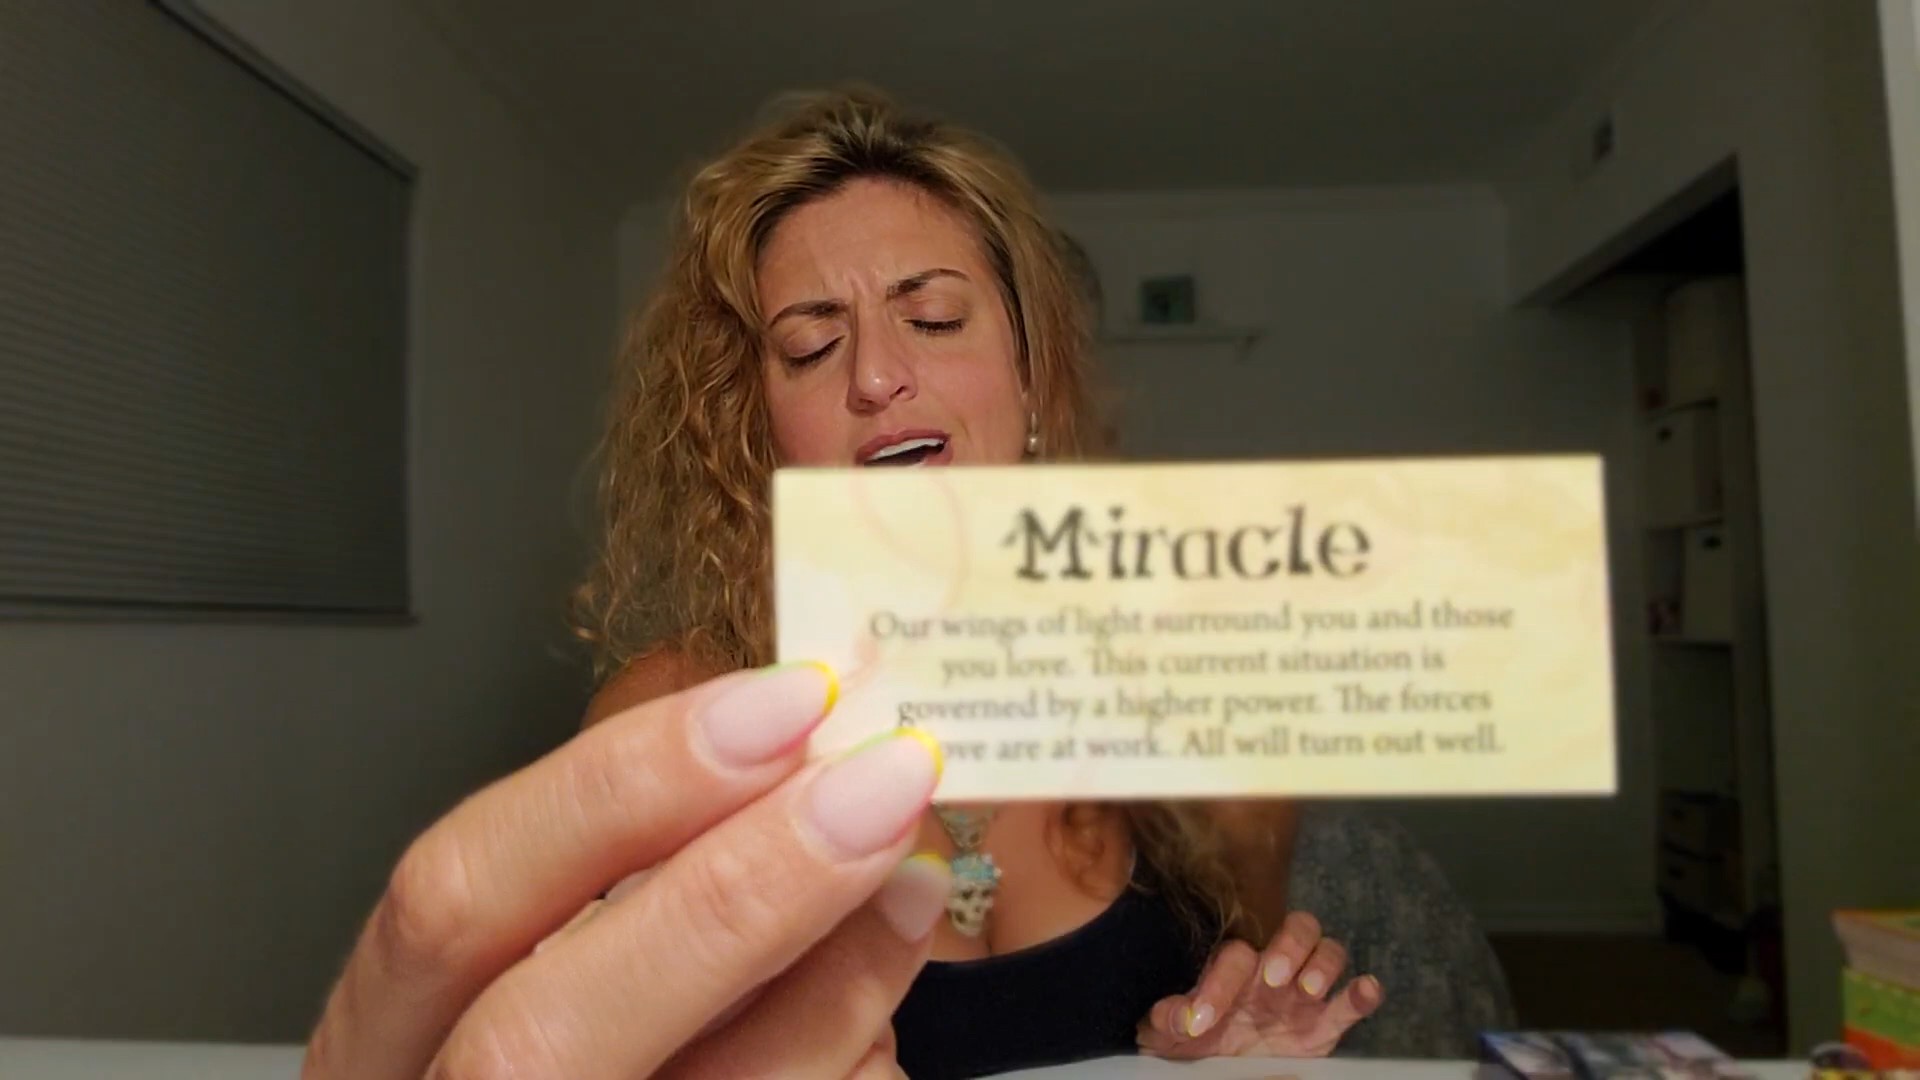 Miracle
Our wings of light surround you and those
you love. This current situation is
governed by a higher power. The forces
ove are at work. All will turn out well.